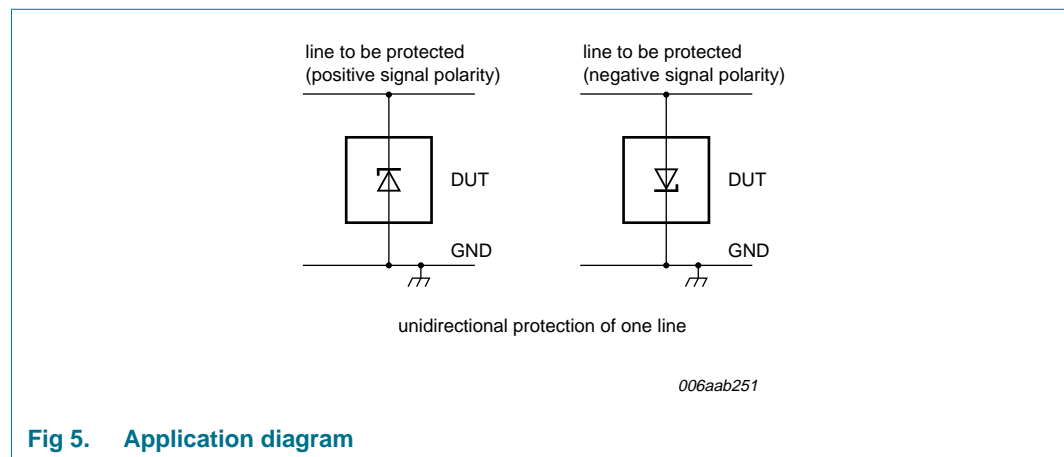 line to be protected
(positive signal polarity)
line to be protected
(negative signal polarity)
DUT
DUT
GND
GND
unidirectional protection of one line
006aab251
Fig 5. Application diagram